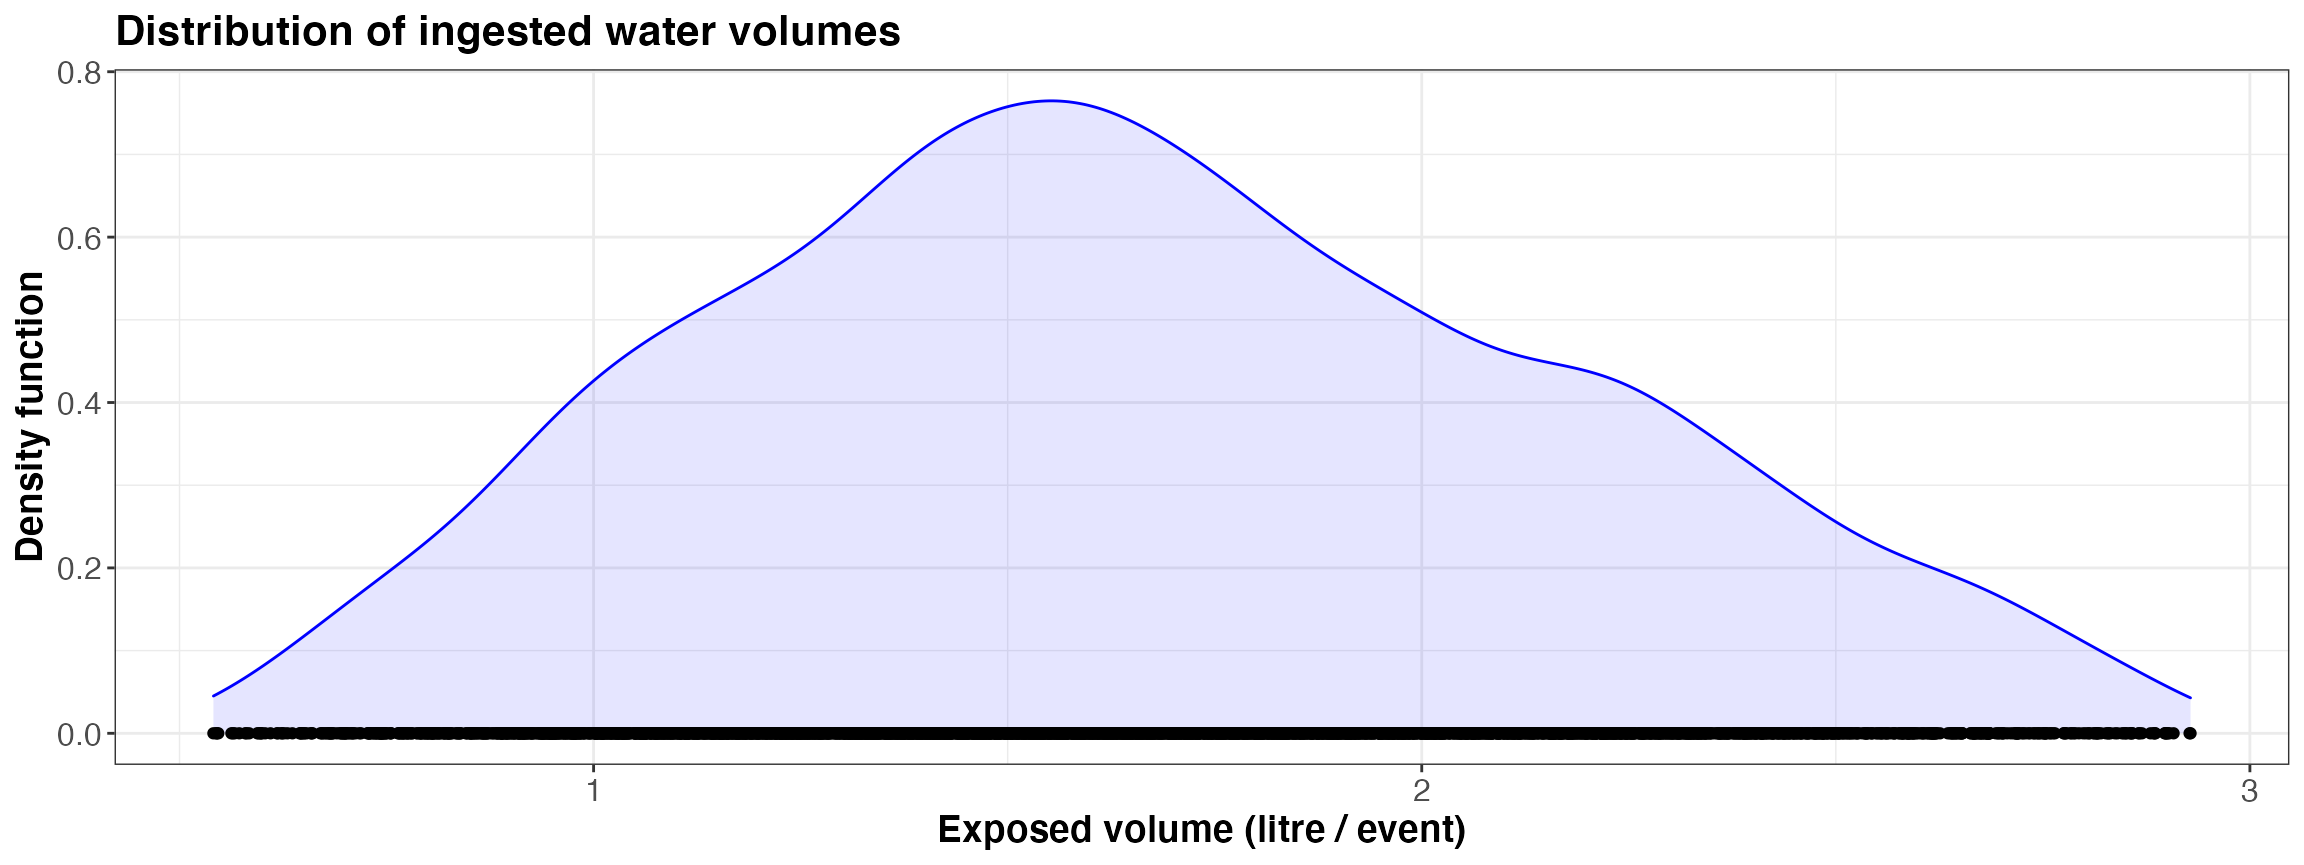 Distribution of ingested water volumes
0.8
0.6
0.4
0.2
0.0
Density function
1 2 3
Exposed volume (litre / event)